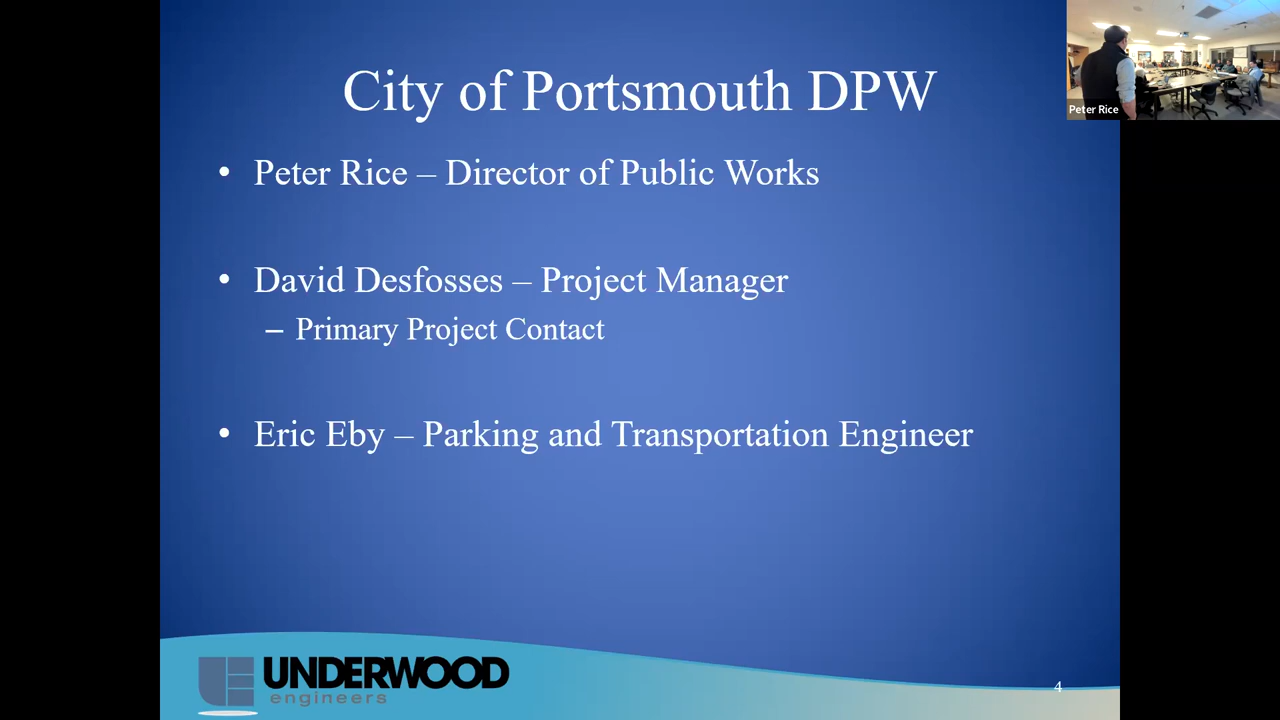 City of Portsmouth DPW
Peter Rice
• Peter Rice – Director of Public Works
• David Desfosses – Project Manager
– Primary Project Contact
• Eric Eby – Parking and Transportation Engineer
UNDERWOOD
engineers
4